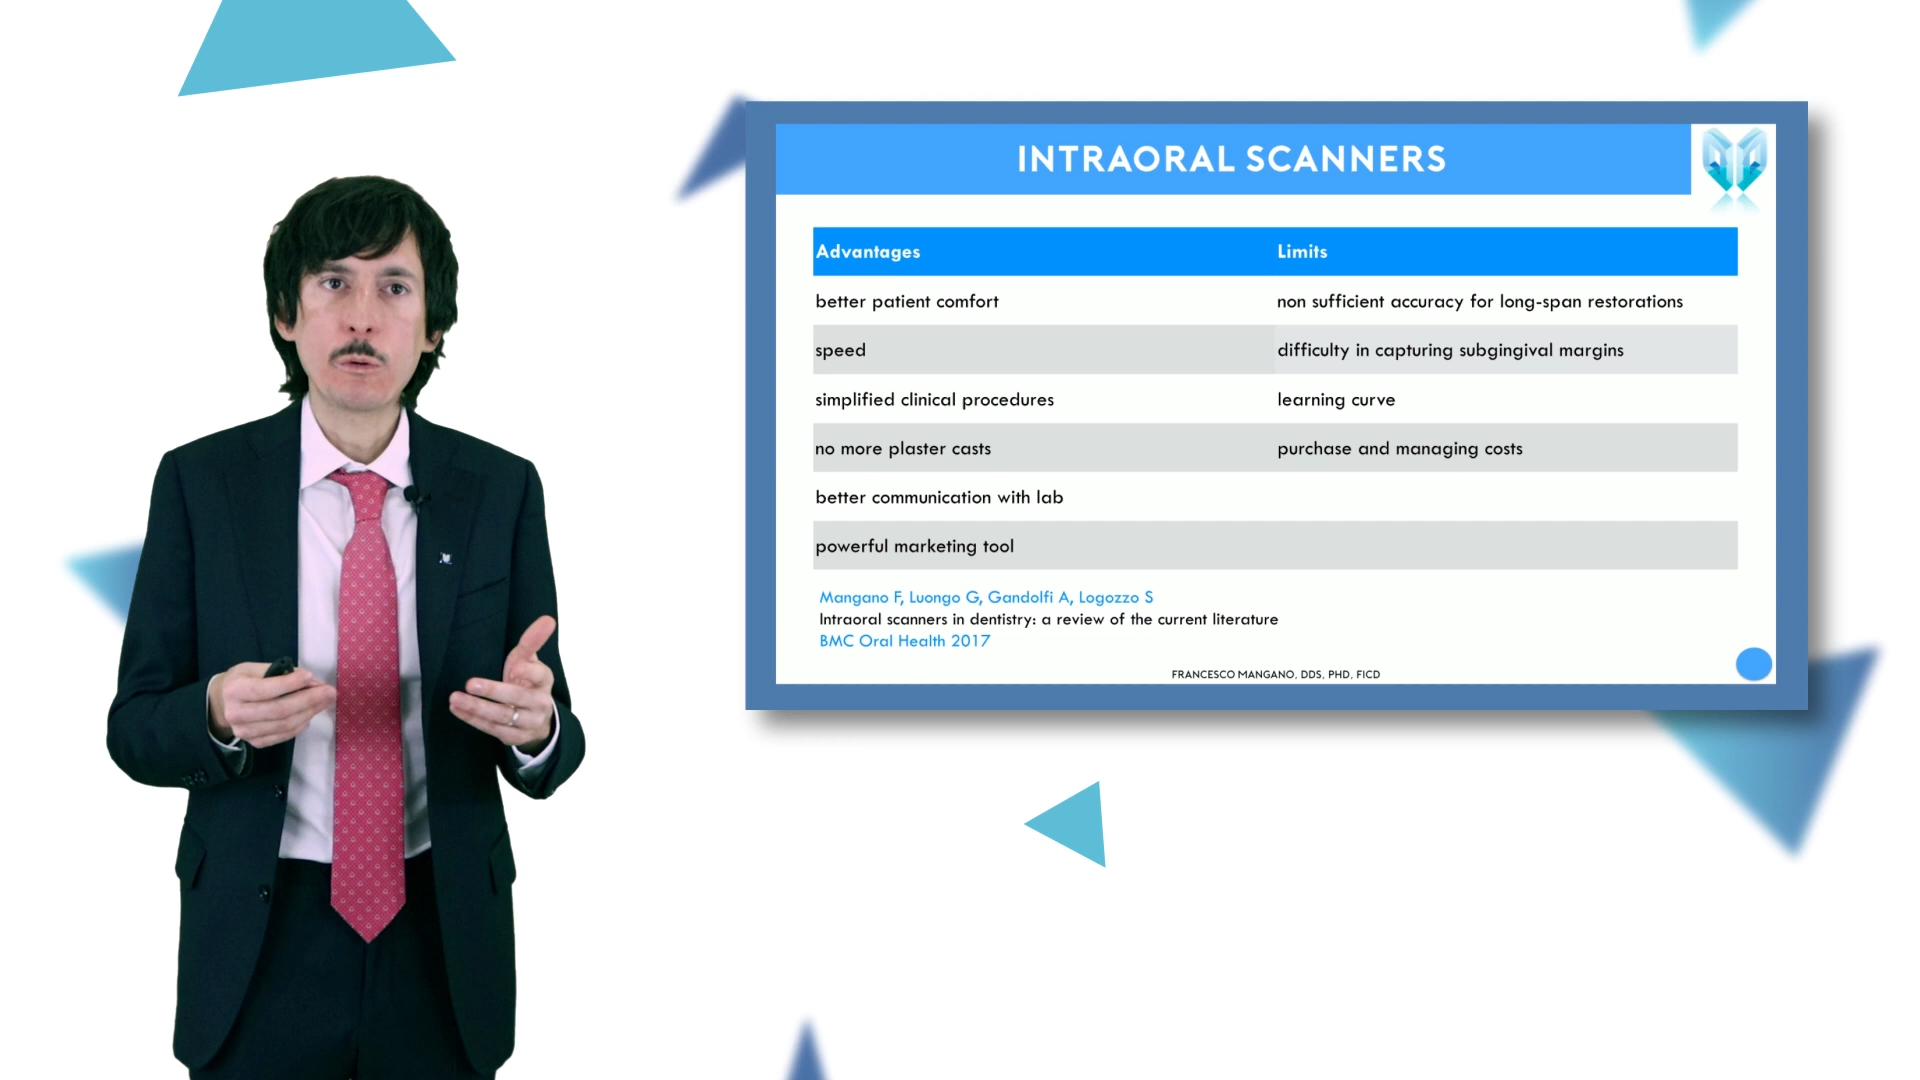 INTRAORAL SCANNERS
Advantages Limits
better patient comfort non sufficient accuracy for long-span restorations
speed difficulty in capturing subgingival margins
simplified clinical procedures learning curve
no more plaster casts purchase and managing costs
better communication with lab
powerful marketing tool
Mangano F, Luongo G, Gandolfi A, Logozzo S
Intraoral scanners in dentistry: a review of the current literature
BMC Oral Health 2017
FRANCESCO MANGANO, DDS, PHD, FICD